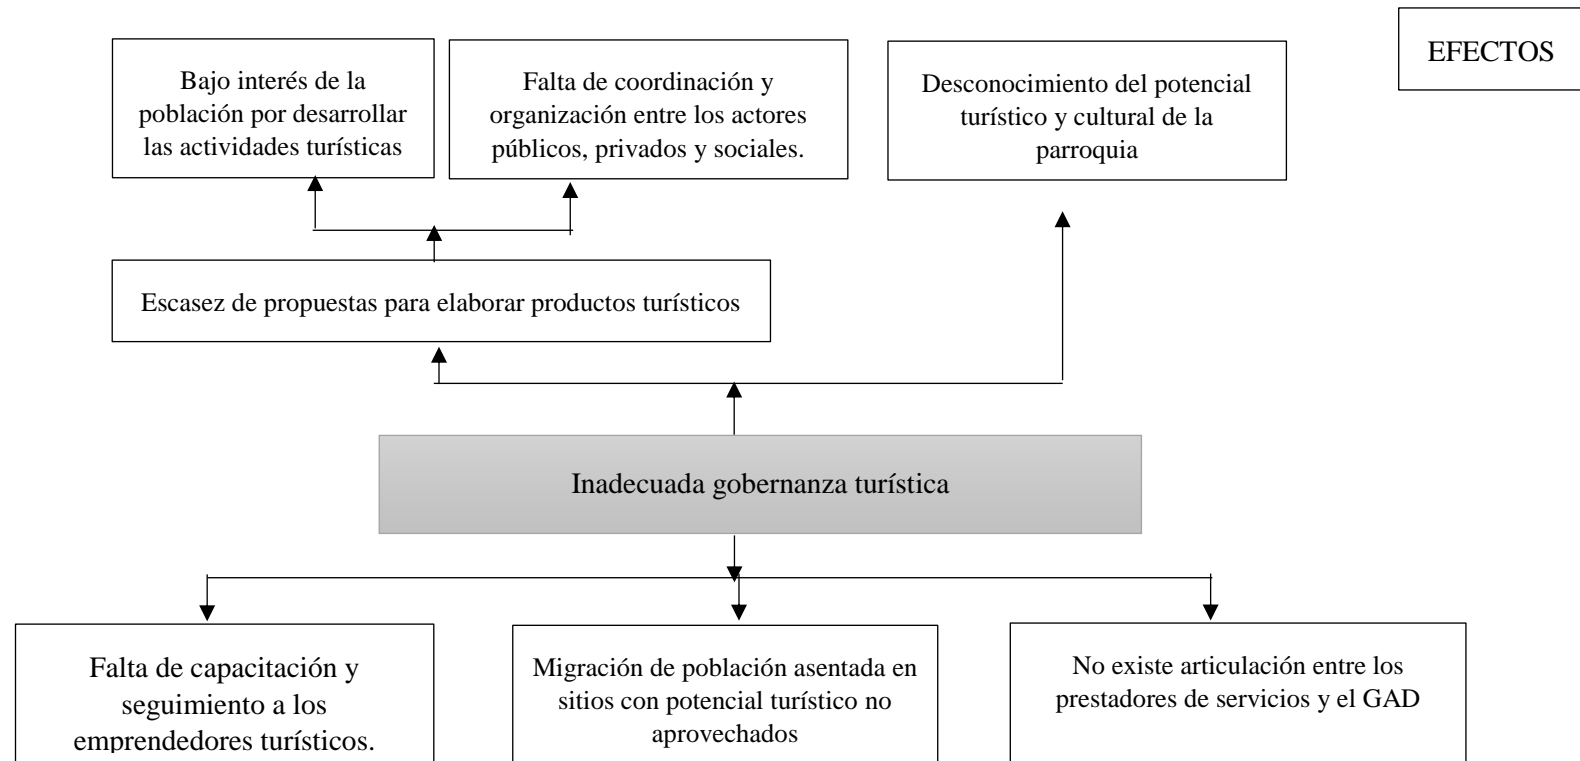 EFECTOS
Bajo interés de la
población por desarrollar
las actividades turísticas
Falta de coordinación y
organización entre los actores
públicos, privados y sociales.
Desconocimiento del potencial
turístico y cultural de la
parroquia
Escasez de propuestas para elaborar productos turísticos
Inadecuada gobernanza turística
Falta de capacitación y
seguimiento a los
emprendedores turísticos.
Migración de población asentada en
sitios con potencial turístico no
aprovechados
No existe articulación entre los
prestadores de servicios y el GAD